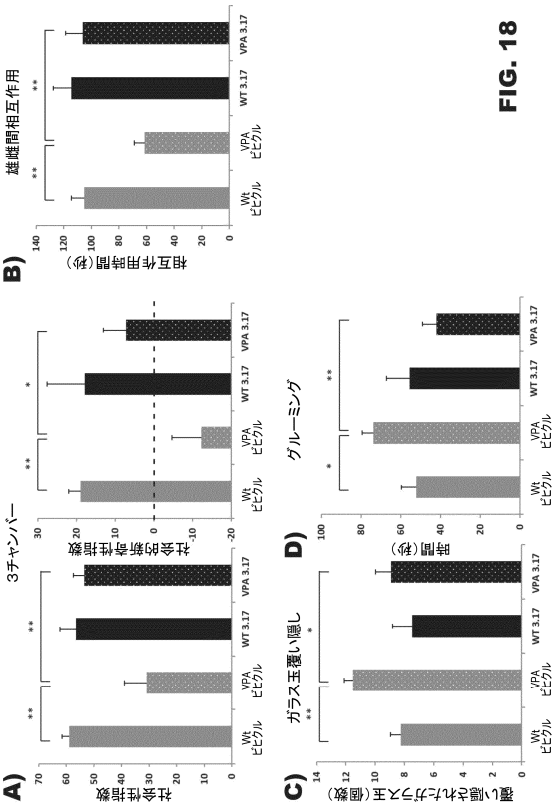 A)
3チャンバー
社会性指数
70
60
50
40
30
20
10
0
**
**
Wt
ビヒクル
VPA
ビヒクル
WT 3.17
VPA 3.17
社会的新奇性指数
30
20
10
0
-10
-20
**
*
Wt
ビヒクル
VPA
ビヒクル
WT 3.17
VPA 3.17
B)
雄雌間相互作用
相互作用時間(秒)
140
120
100
80
60
40
20
0
**
**
Wt
ビヒクル
VPA
ビヒクル
WT 3.17
VPA 3.17
C)
ガラス玉覆い隠し
覆い隠されたガラス玉(個数)
14
12
10
8
6
4
2
0
**
*
Wt
ビヒクル
VPA
ビヒクル
WT 3.17
VPA 3.17
D)
グルーミング
時間(秒)
100
80
60
40
20
0
*
**
Wt
ビヒクル
VPA
ビヒクル
WT 3.17
VPA 3.17
FIG. 18